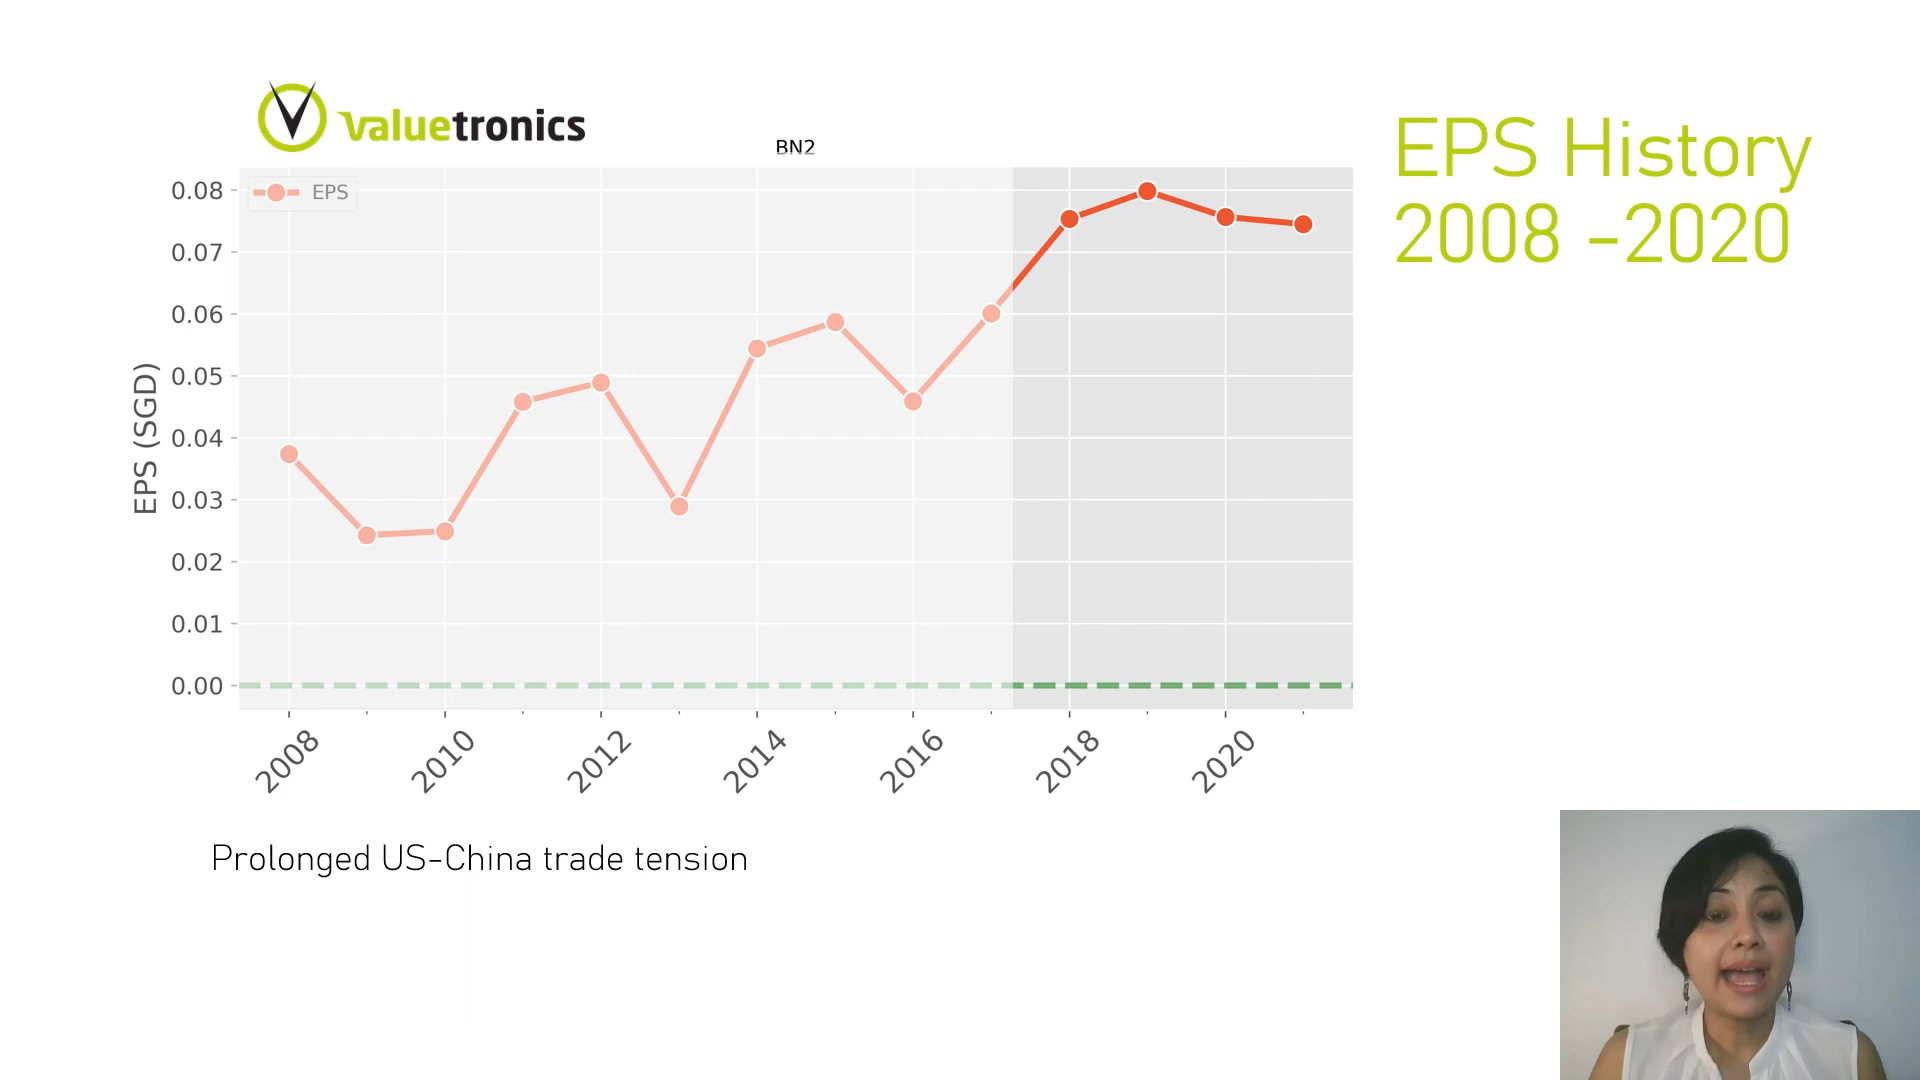 valuetronics
BN2
EPS History
2008 -2020
EPS
EPS (SGD)
0.08
0.07
0.06
0.05
0.04
0.03
0.02
0.01
0.00
2008
2010
2012
2014
2016
2018
2020
Prolonged US-China trade tension